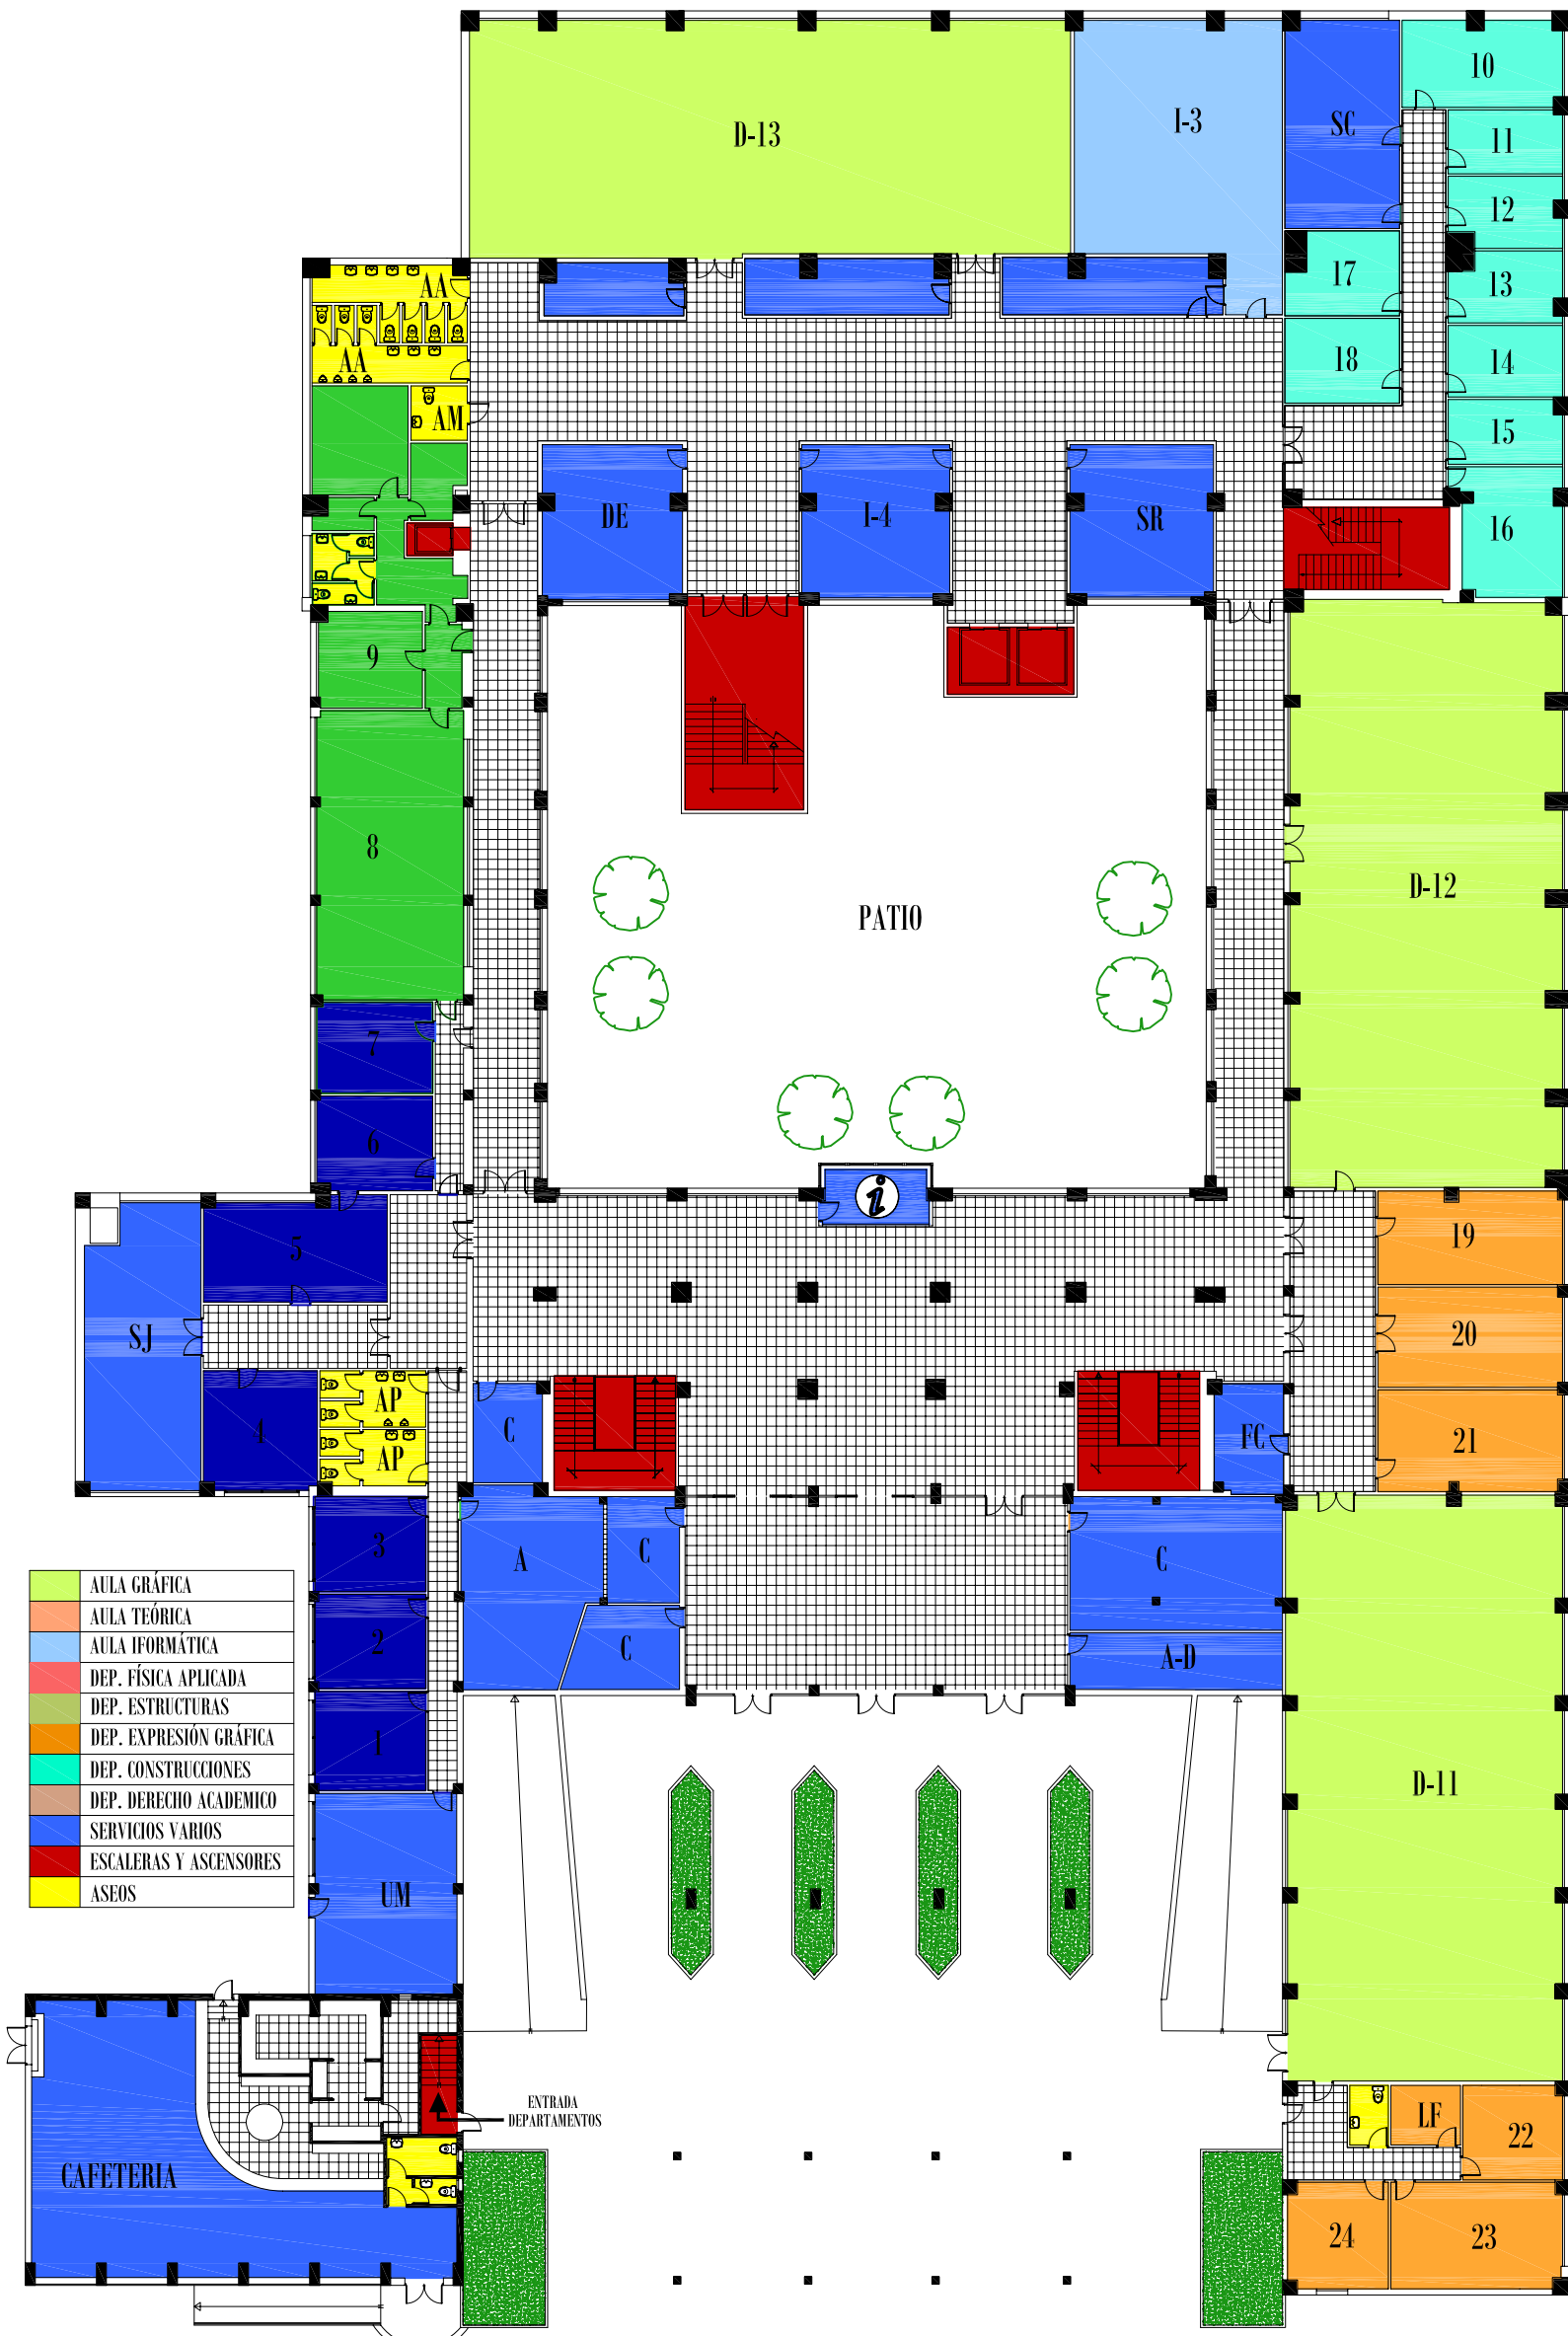 D-13
I-3
SC
10
11
12
13
14
15
16
17
18
AA
AA
AM
DE
I-4
SR
9
8
PATIO
D-12
7
6
i
5
SJ
19
20
21
4
AP
AP
C
FC
3
A
C
C
2
C
A-D
1
D-11
UM
AULA GRÁFICA
AULA TEÓRICA
AULA IFORMÁTICA
DEP. FÍSICA APLICADA
DEP. ESTRUCTURAS
DEP. EXPRESIÓN GRÁFICA
DEP. CONSTRUCCIONES
DEP. DERECHO ACADEMICO
SERVICIOS VARIOS
ESCALERAS Y ASCENSORES
ASEOS
ENTRADA
DEPARTAMENTOS
CAFETERIA
LF
22
24
23